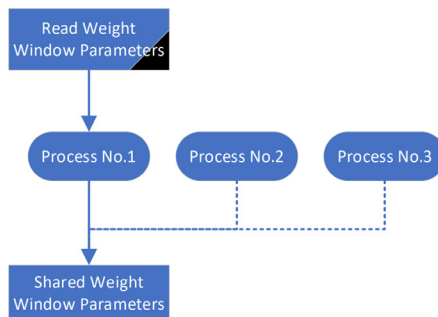 Read Weight
Window Parameters
Process No.1
Process No.2
Process No.3
Shared Weight
Window Parameters